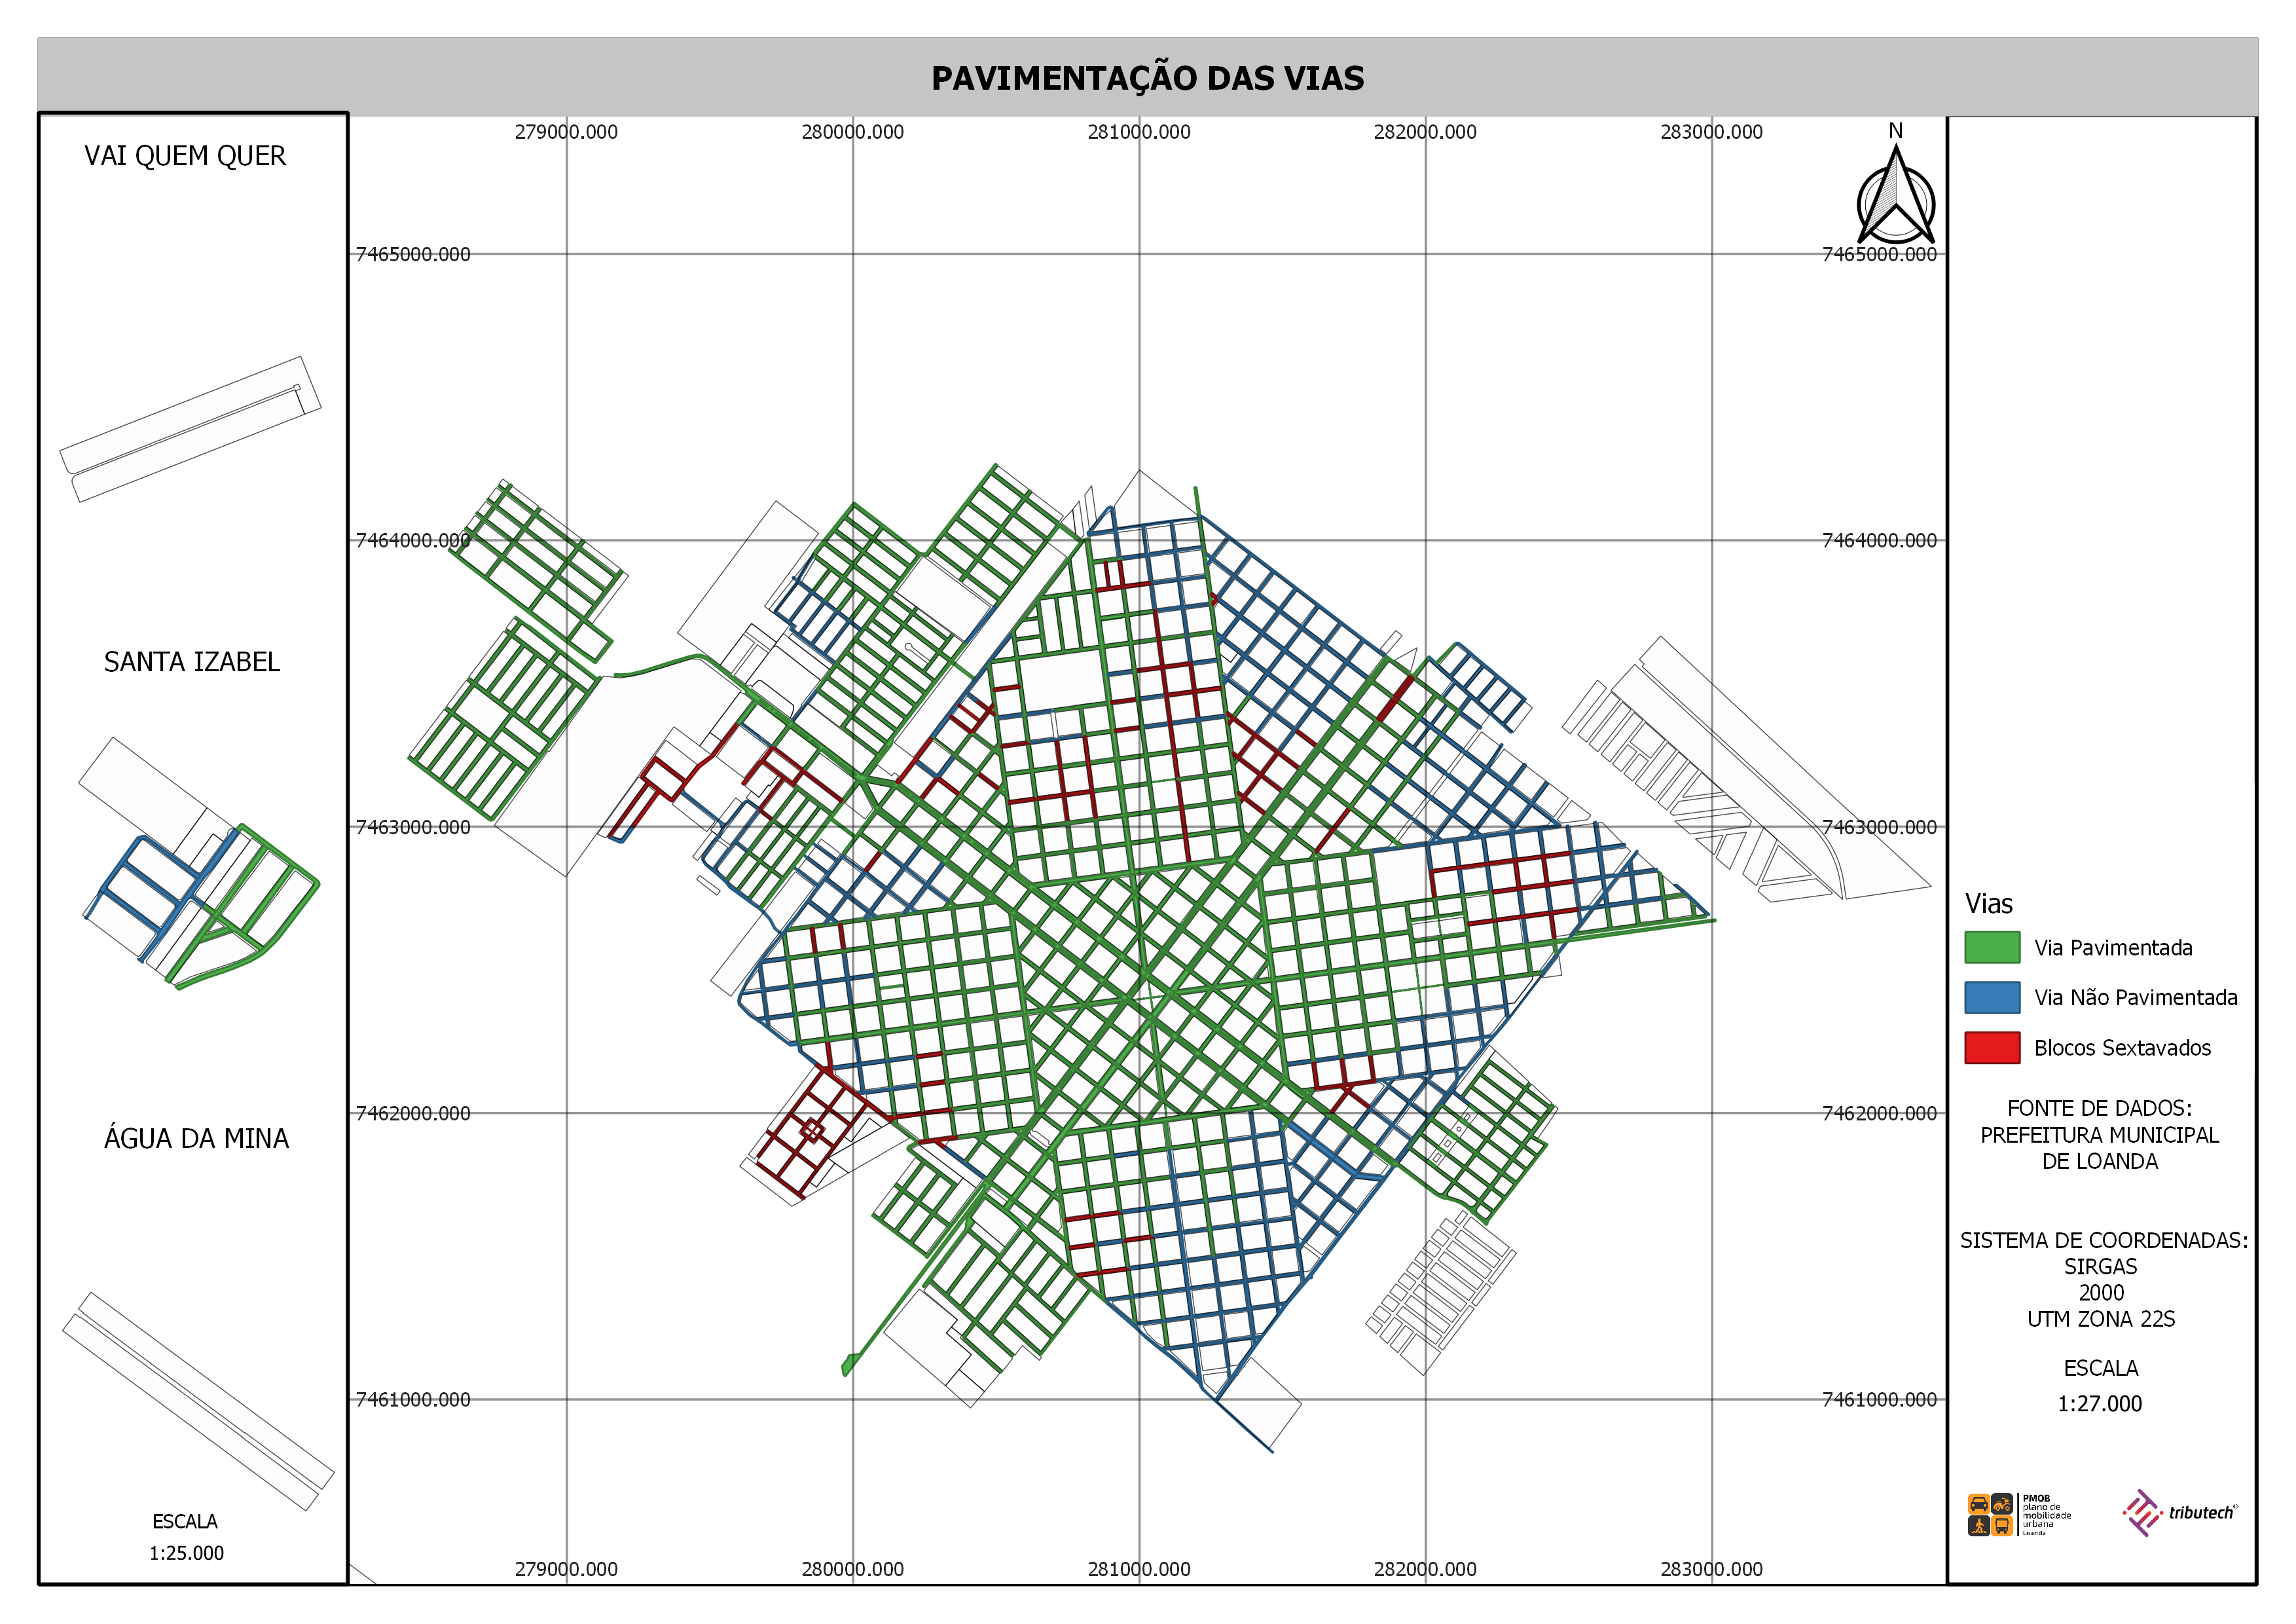 PAVIMENTAÇÃO DAS VIAS
VAI QUEM QUER
SANTA IZABEL
ÁGUA DA MINA
ESCALA
1:25.000
279000.000 280000.000 281000.000 282000.000 283000.000
N
7465000.000 7465000.000
7464000.000 7464000.000
7463000.000 7463000.000
7462000.000 7462000.000
7461000.000 7461000.000
279000.000 280000.000 281000.000 282000.000 283000.000
Vias
Via Pavimentada
Via Não Pavimentada
Blocos Sextavados
FONTE DE DADOS:
PREFEITURA MUNICIPAL
DE LOANDA
SISTEMA DE COORDENADAS:
SIRGAS
2000
UTM ZONA 22S
ESCALA
1:27.000
PMOB
plano de
mobilidade
urbana
Loanda
tributech®